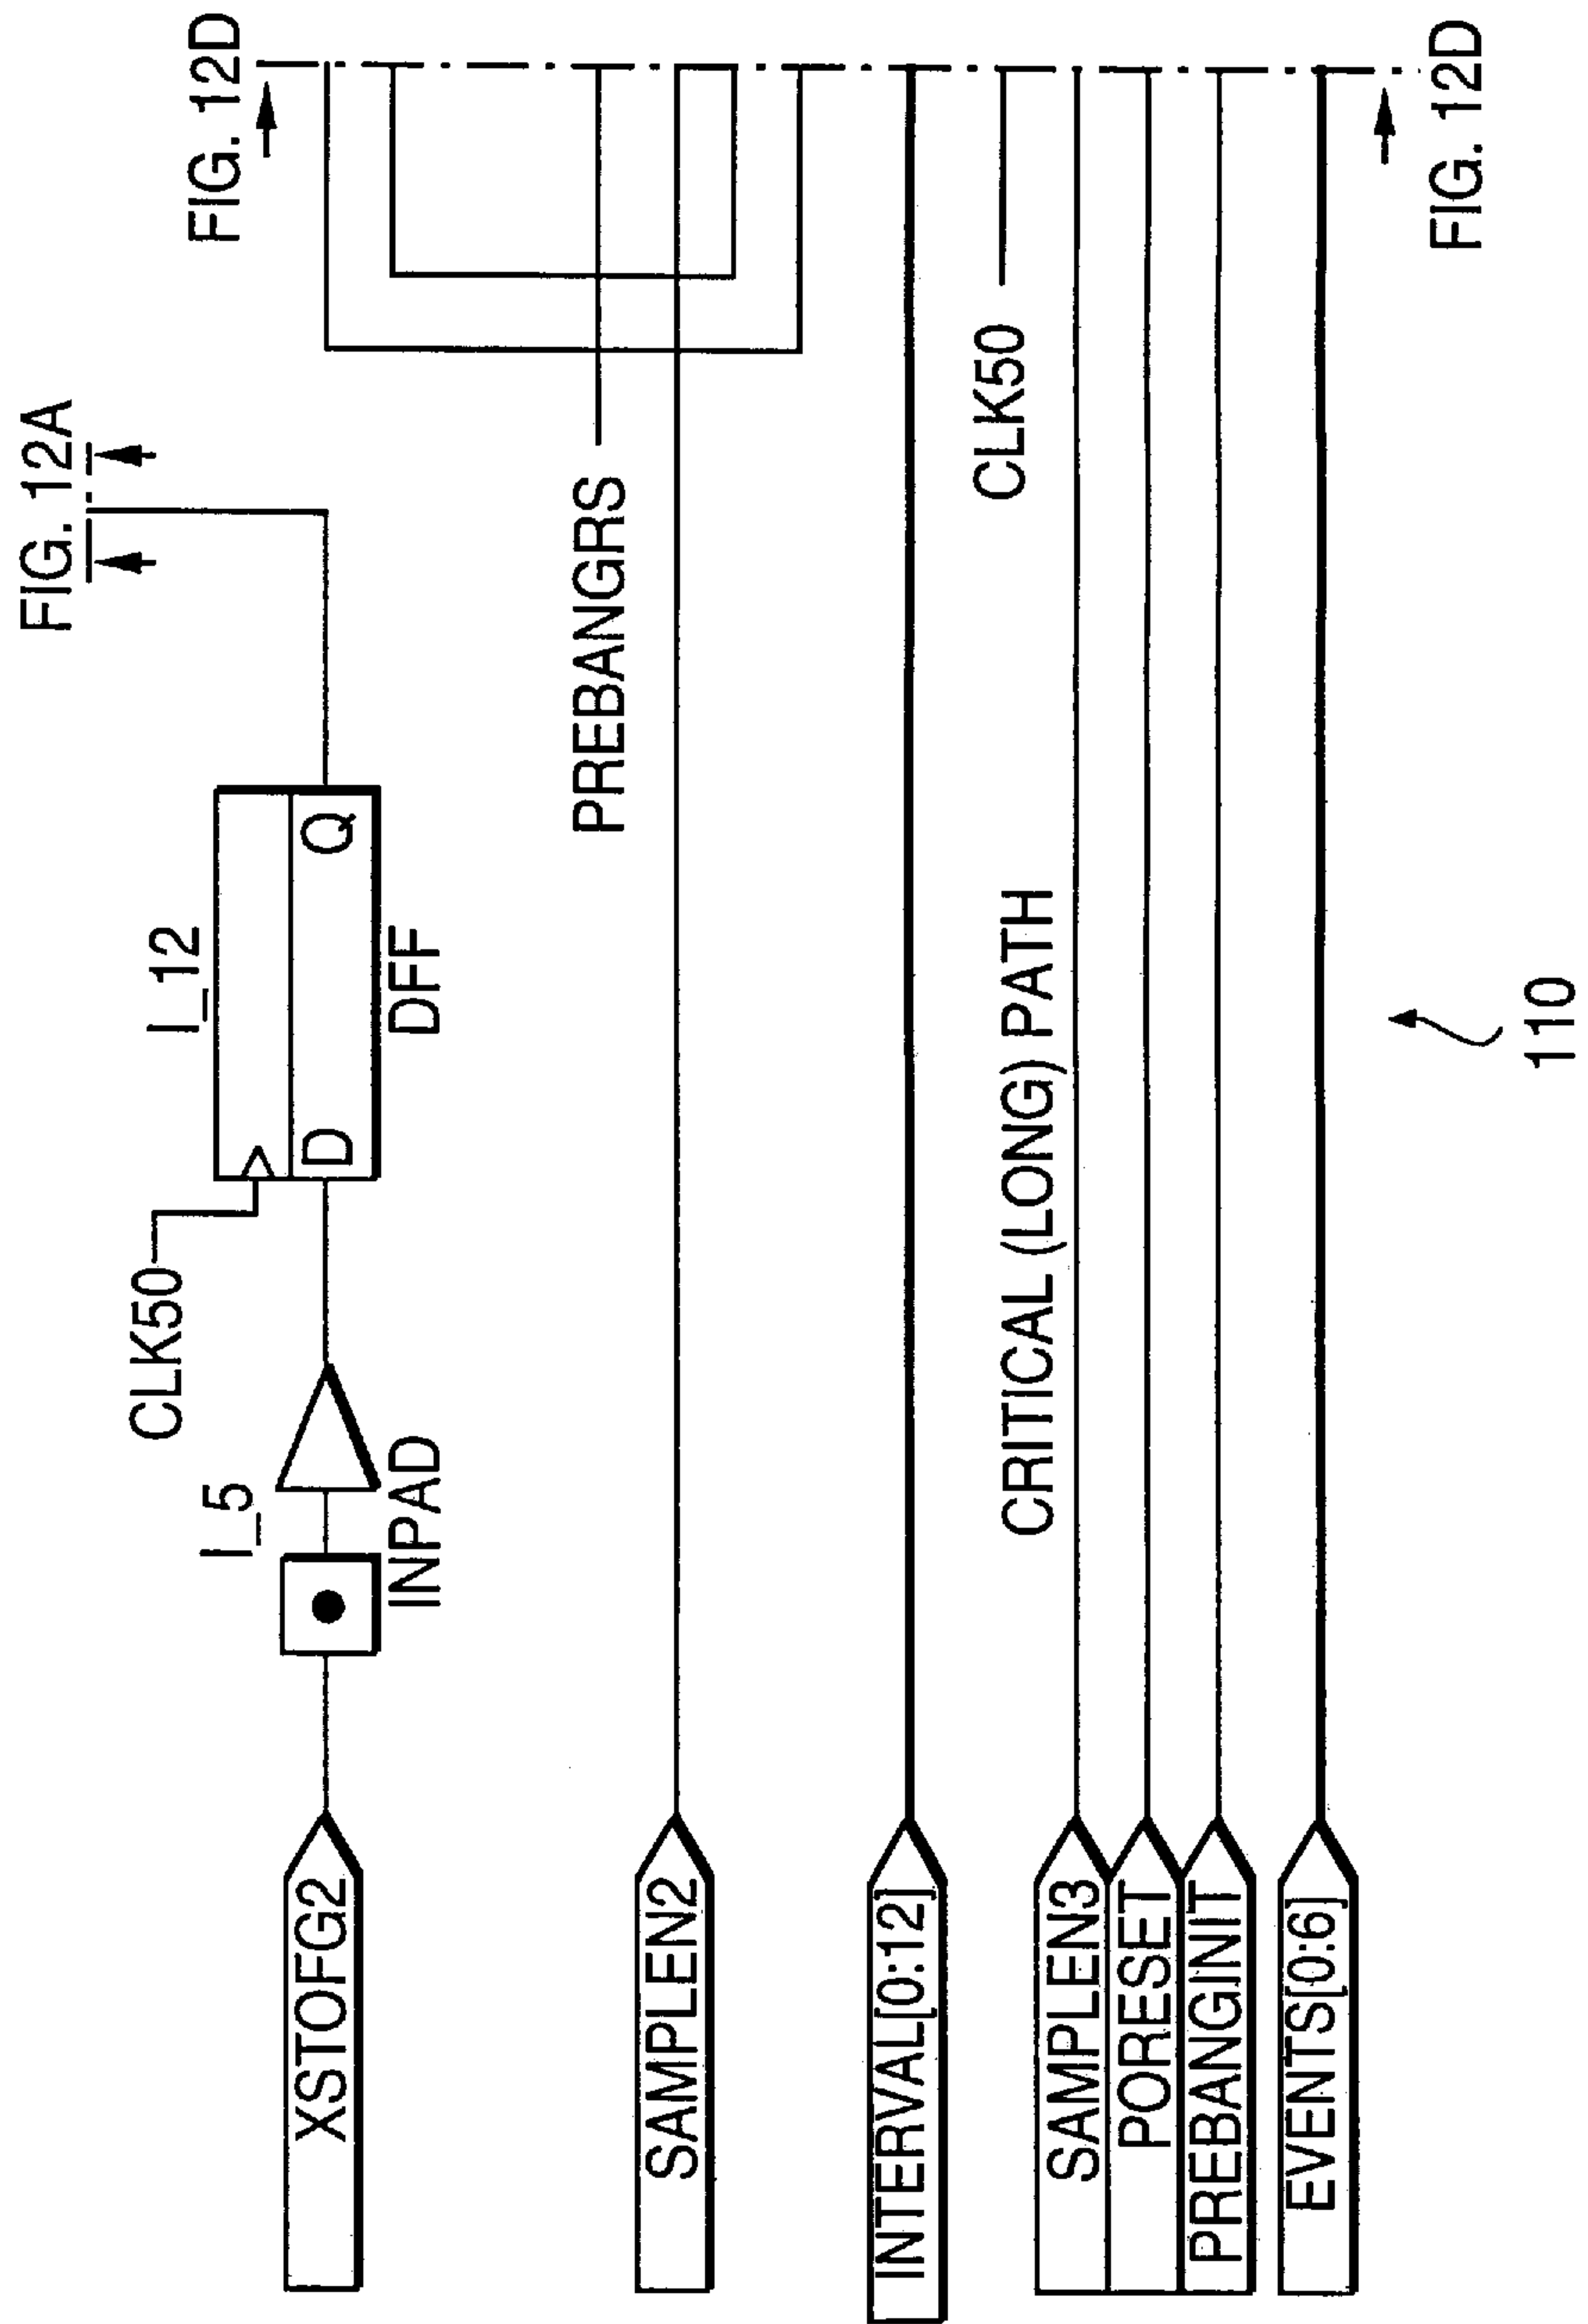 FIG. 12A
FIG. 12D
I_12
CLK50
I_5
XSTOFG2
D
Q
INPAD
DFF
PREBANGRS
SAMPLEN2
INTERVAL[0:12]
CLK50
CRITICAL (LONG) PATH
SAMPLEN3
PORESET
PREBANGINIT
EVENTS[0:6]
FIG. 12D
110